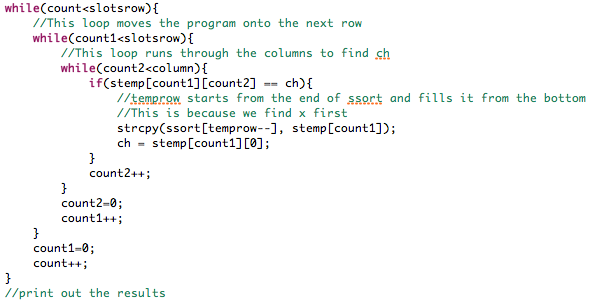 while(count<slotsrow){
//This loop moves the program onto the next row
while(count1<slotsrow){
//This loop runs through the columns to find ch
while(count2<column){
if(stemp[count1][count2] == ch){
//temprow starts from the end of ssort and fills it from the bottom
//This is because we find x first
strcpy(ssort[temprow--], stemp[count1]);
ch = stemp[count1][0];
}
count2++;
}
count2=0;
count1++;
}
count1=0;
count++;
}
//print out the results